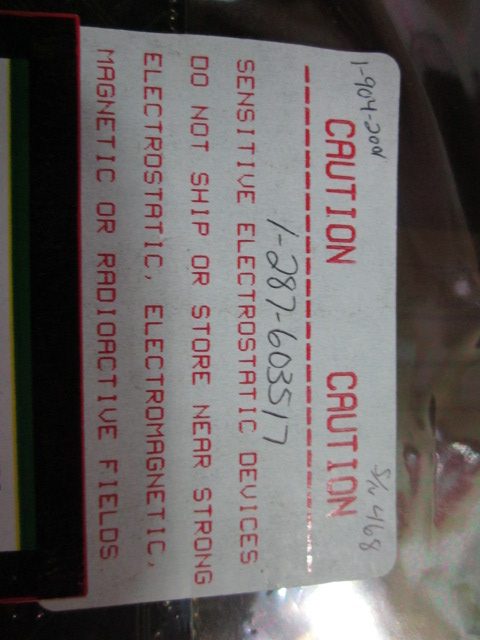 1-904-2001 S/N 468
CAUTION CAUTION
1-287-603517
SENSITIVE ELECTROSTATIC DEVICES
DO NOT SHIP OR STORE NEAR STRONG
ELECTROSTATIC, ELECTROMAGNETIC,
MAGNETIC OR RADIOACTIVE FIELDS